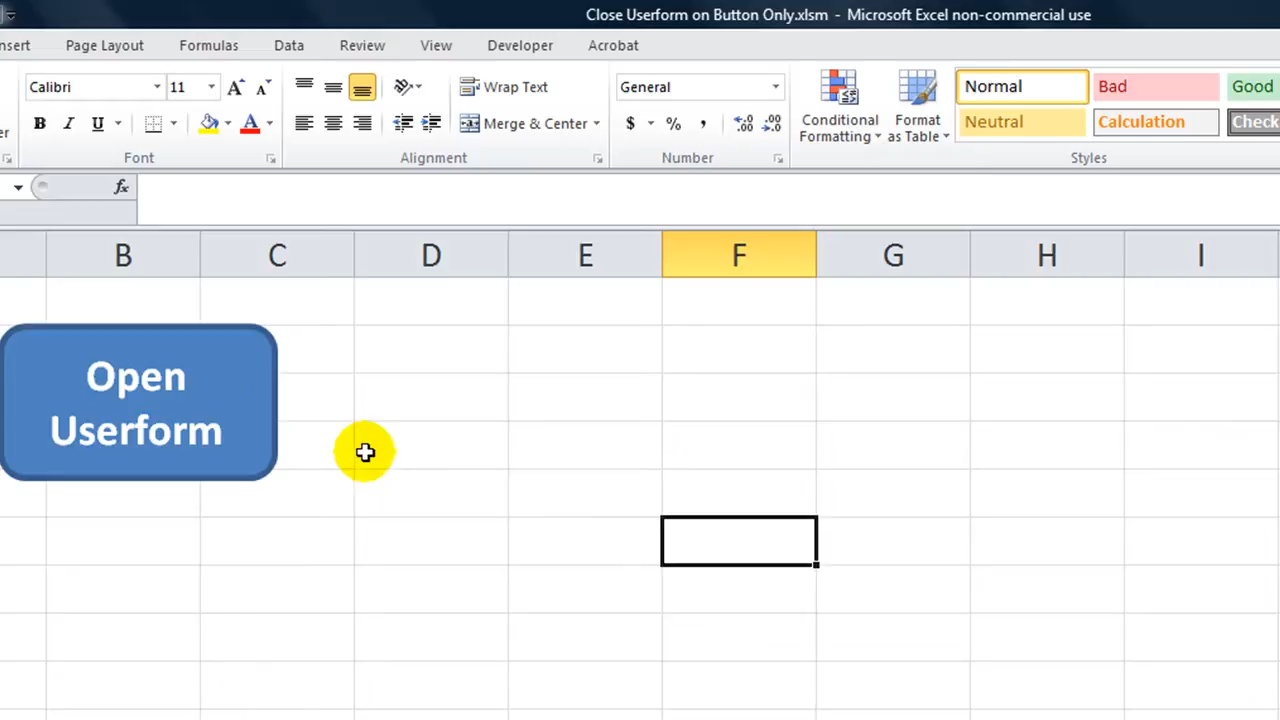 Close Userform on Button Only.xlsm - Microsoft Excel non-commercial use
Page Layout Formulas Data Review View Developer Acrobat
Calibri 11 A A Wrap Text General Normal Bad Good
B I U A Merge & Center $ % , .00 Conditional Formatting Format as Table Neutral Calculation Check
Font Alignment Number Styles
fx
B C D E F G H I
Open
Userform